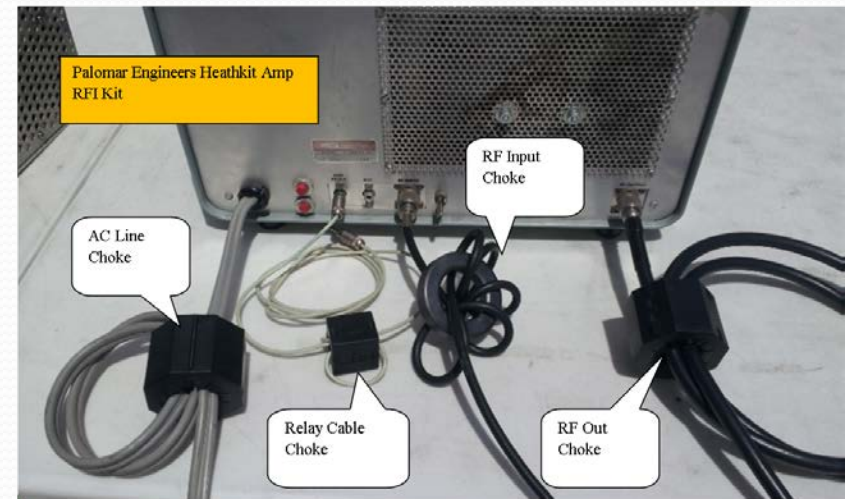 Palomar Engineers Heathkit Amp
RFI Kit
RF Input
Choke
AC Line
Choke
Relay Cable
Choke
RF Out
Choke